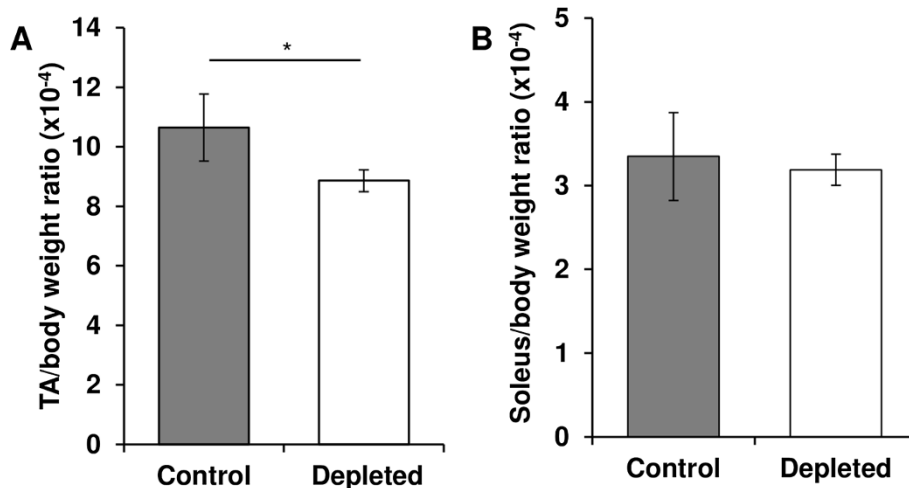 A
TA/body weight ratio (x10⁻⁴)
14
12
10
8
6
4
2
0
*
Control
Depleted
B
Soleus/body weight ratio (x10⁻⁴)
5
4
3
2
1
0
Control
Depleted